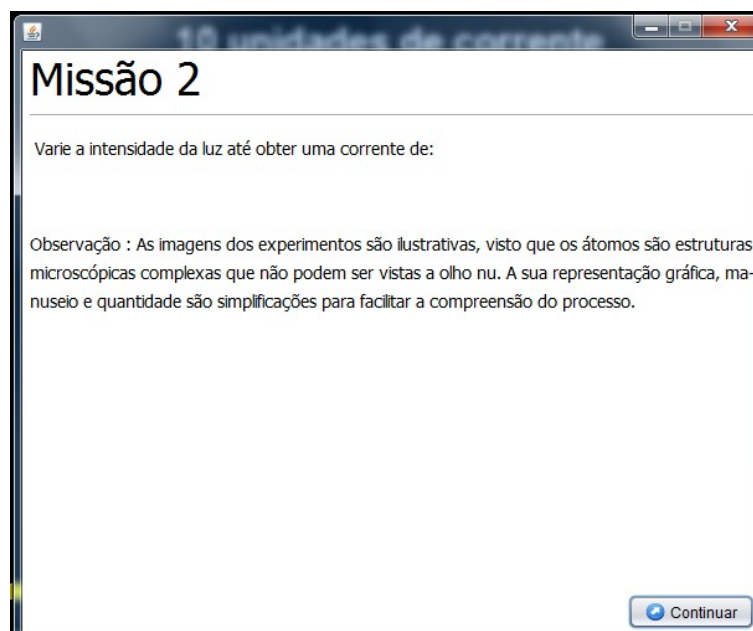 10 unidades de corrente
Missão 2
Varie a intensidade da luz até obter uma corrente de:
Observação : As imagens dos experimentos são ilustrativas, visto que os átomos são estruturas
microscópicas complexas que não podem ser vistas a olho nu. A sua representação gráfica, ma-
nuseio e quantidade são simplificações para facilitar a compreensão do processo.
Continuar